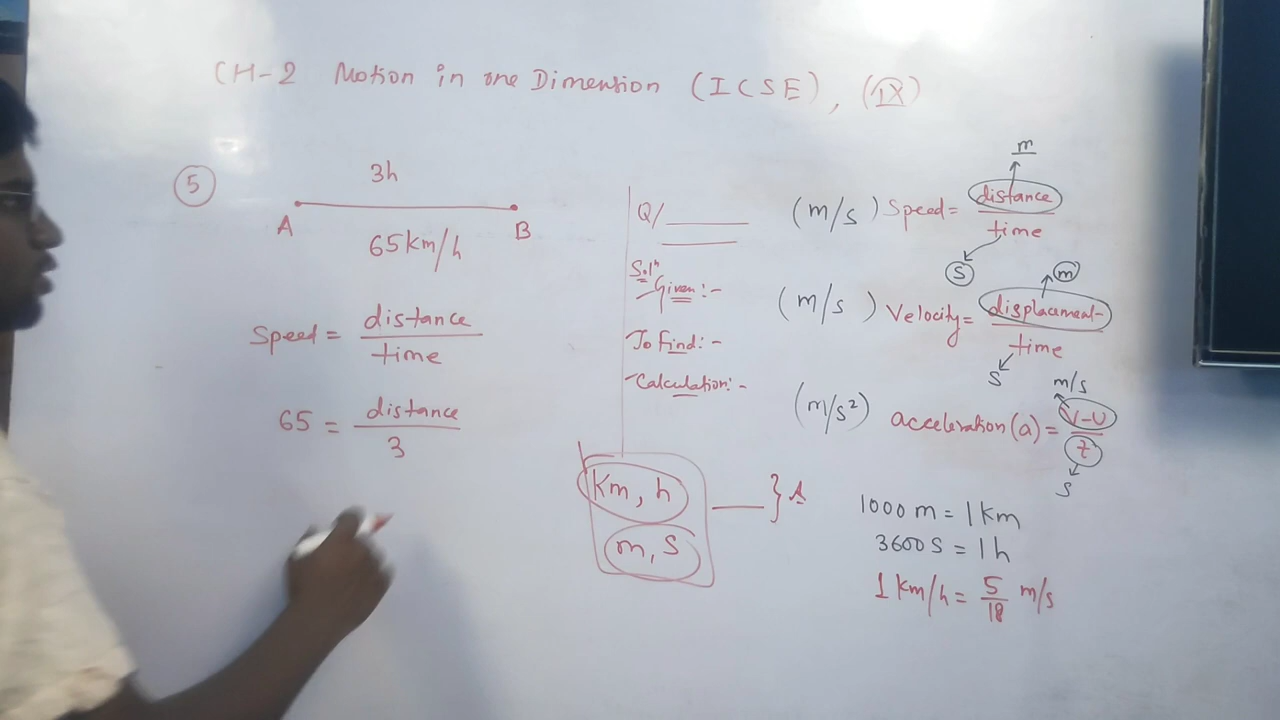 CH-2 Motion in one Dimension (ICSE), (IX)
5
3h
A B
65km/h
Speed = distance
time
65 = distance
3
Q/
Solⁿ
Given:-
To Find:-
Calculation:-
km, h
m, s
} A
m
(m/s) Speed = distance
time
s
m
(m/s) Velocity = displacement
time
s
m/s
(m/s²) acceleration (a) = V-U
t
s
1000 m = 1 km
3600 s = 1h
1 km/h = 5/18 m/s